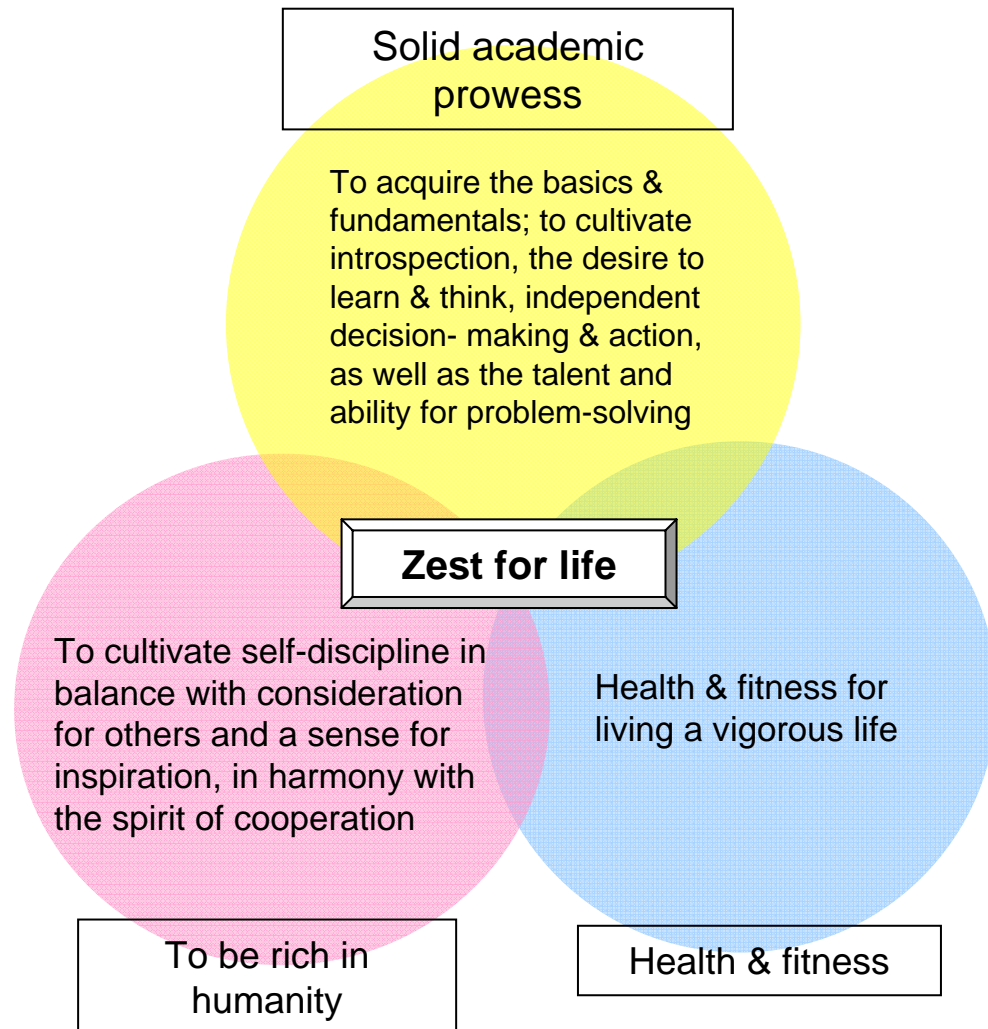 Solid academic
prowess
To acquire the basics &
fundamentals; to cultivate
introspection, the desire to
learn & think, independent
decision- making & action,
as well as the talent and
ability for problem-solving
Zest for life
To cultivate self-discipline in
balance with consideration
for others and a sense for
inspiration, in harmony with
the spirit of cooperation
Health & fitness for
living a vigorous life
To be rich in
humanity
Health & fitness